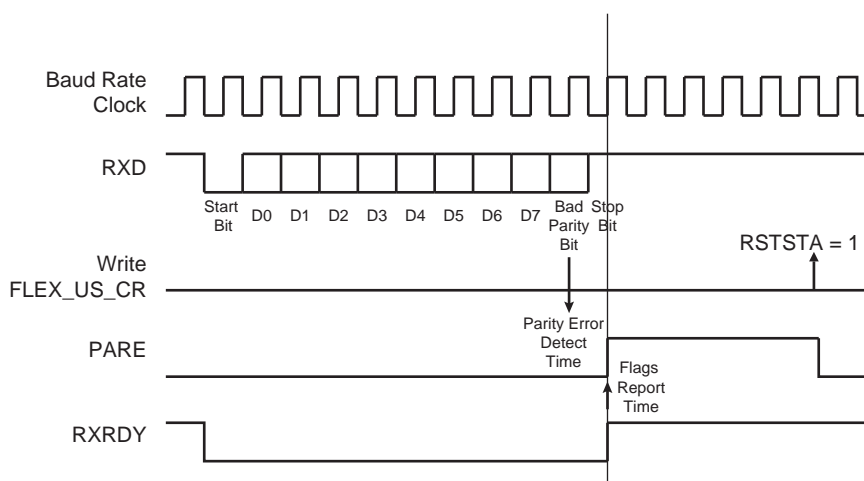 Baud Rate
Clock
RXD
Start
Bit
D0 D1 D2 D3 D4 D5 D6 D7
Bad
Parity
Bit
Stop
Bit
RSTSTA = 1
Write
FLEX_US_CR
Parity Error
Detect
Time
PARE
Flags
Report
Time
RXRDY